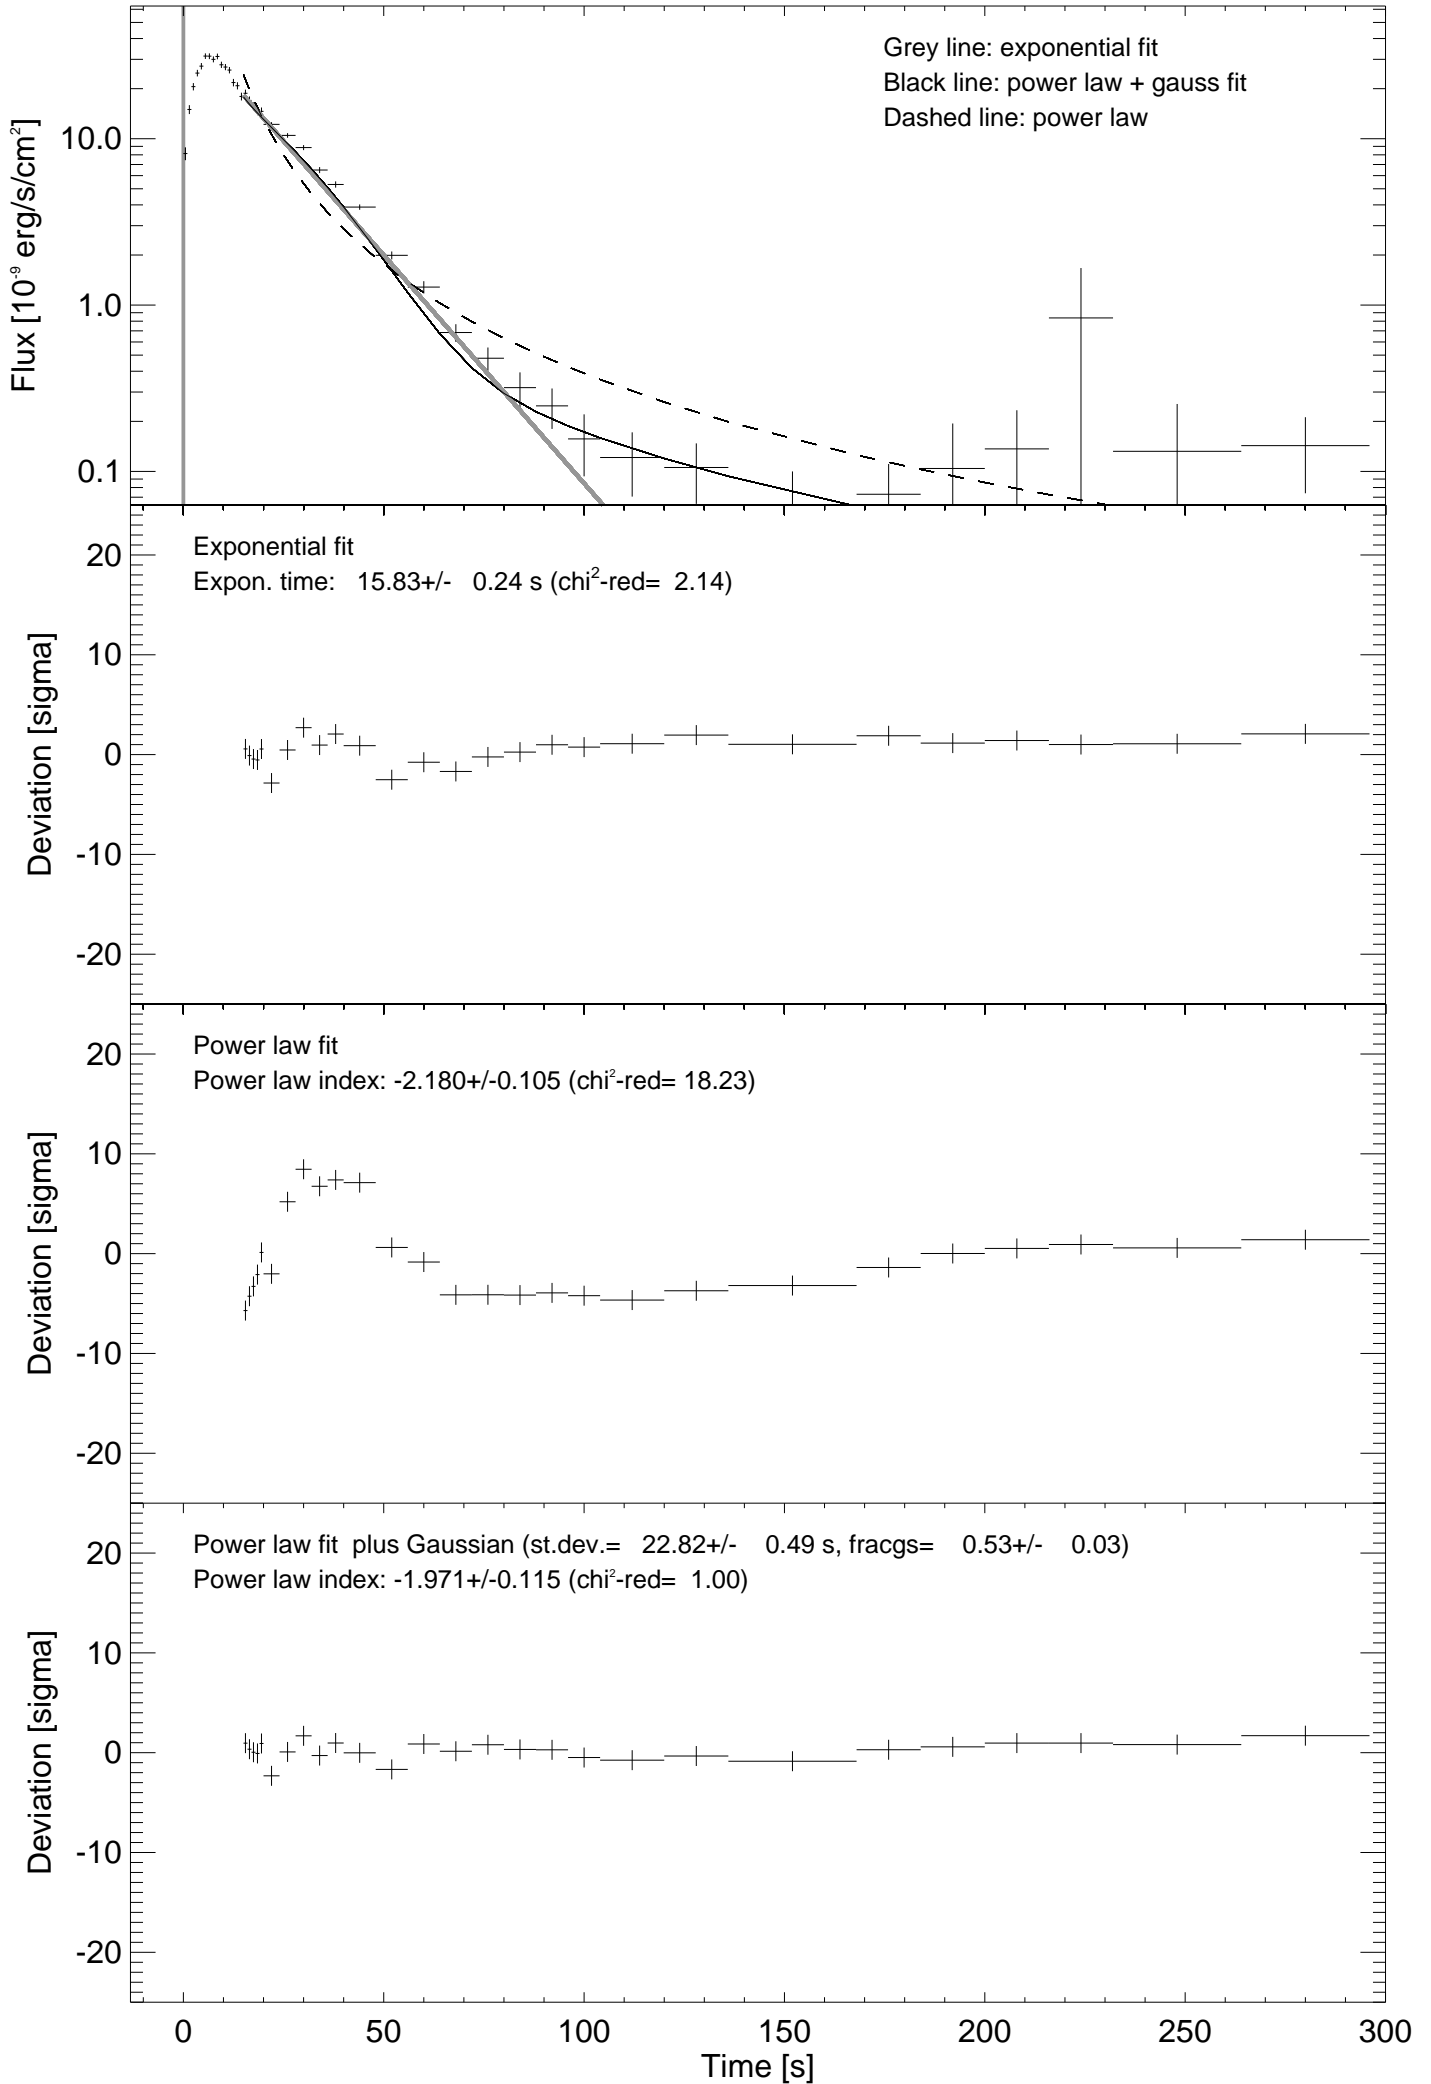 Grey line: exponential fit
Black line: power law + gauss fit
Dashed line: power law
Flux [10⁻⁹ erg/s/cm²]
10.0
1.0
0.1
Exponential fit
Expon. time: 15.83+/- 0.24 s (chi²-red= 2.14)
Deviation [sigma]
20
10
0
-10
-20
Power law fit
Power law index: -2.180+/-0.105 (chi²-red= 18.23)
Deviation [sigma]
20
10
0
-10
-20
Power law fit plus Gaussian (st.dev.= 22.82+/- 0.49 s, fracgs= 0.53+/- 0.03)
Power law index: -1.971+/-0.115 (chi²-red= 1.00)
Deviation [sigma]
20
10
0
-10
-20
0 50 100 150 200 250 300
Time [s]